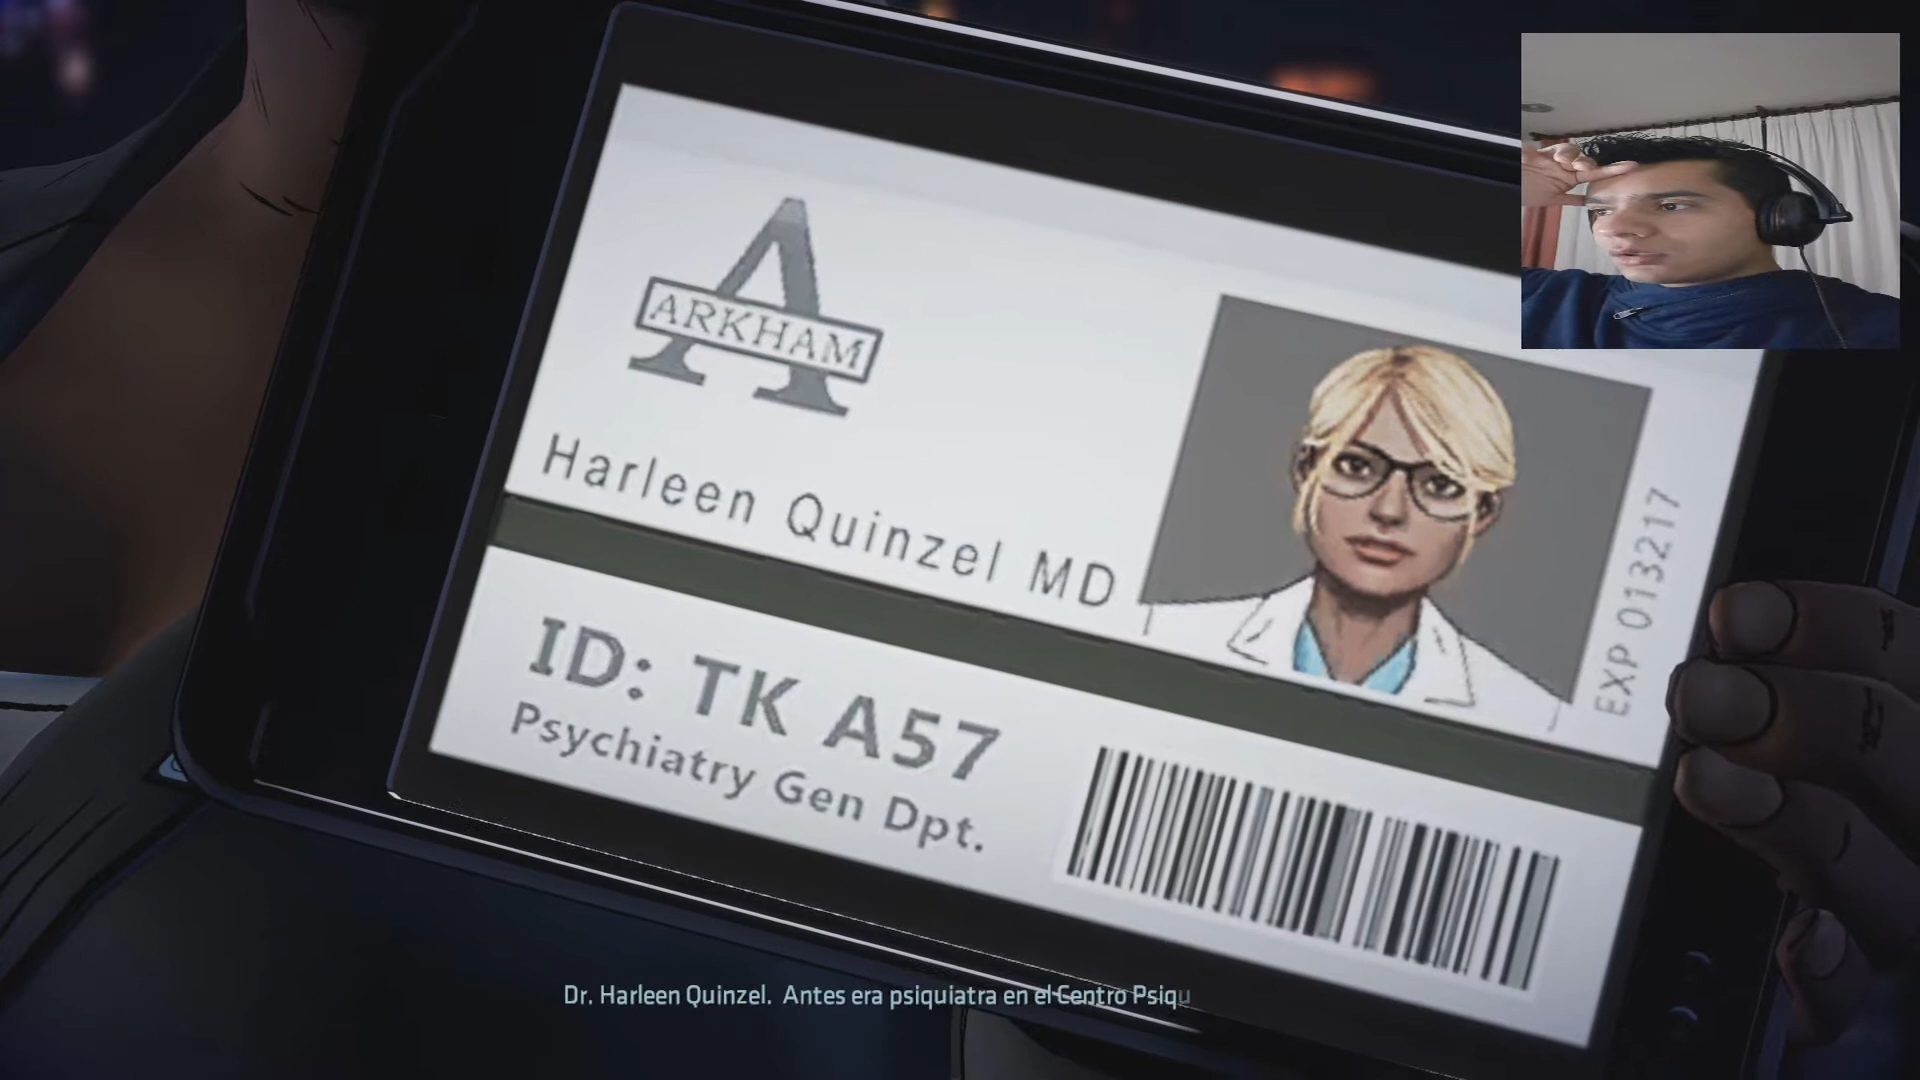 ARKHAM
Harleen Quinzel MD
EXP 013217
ID: TK A57
Psychiatry Gen Dpt.
Dr. Harleen Quinzel. Antes era psiquiatra en el Centro Psiqu